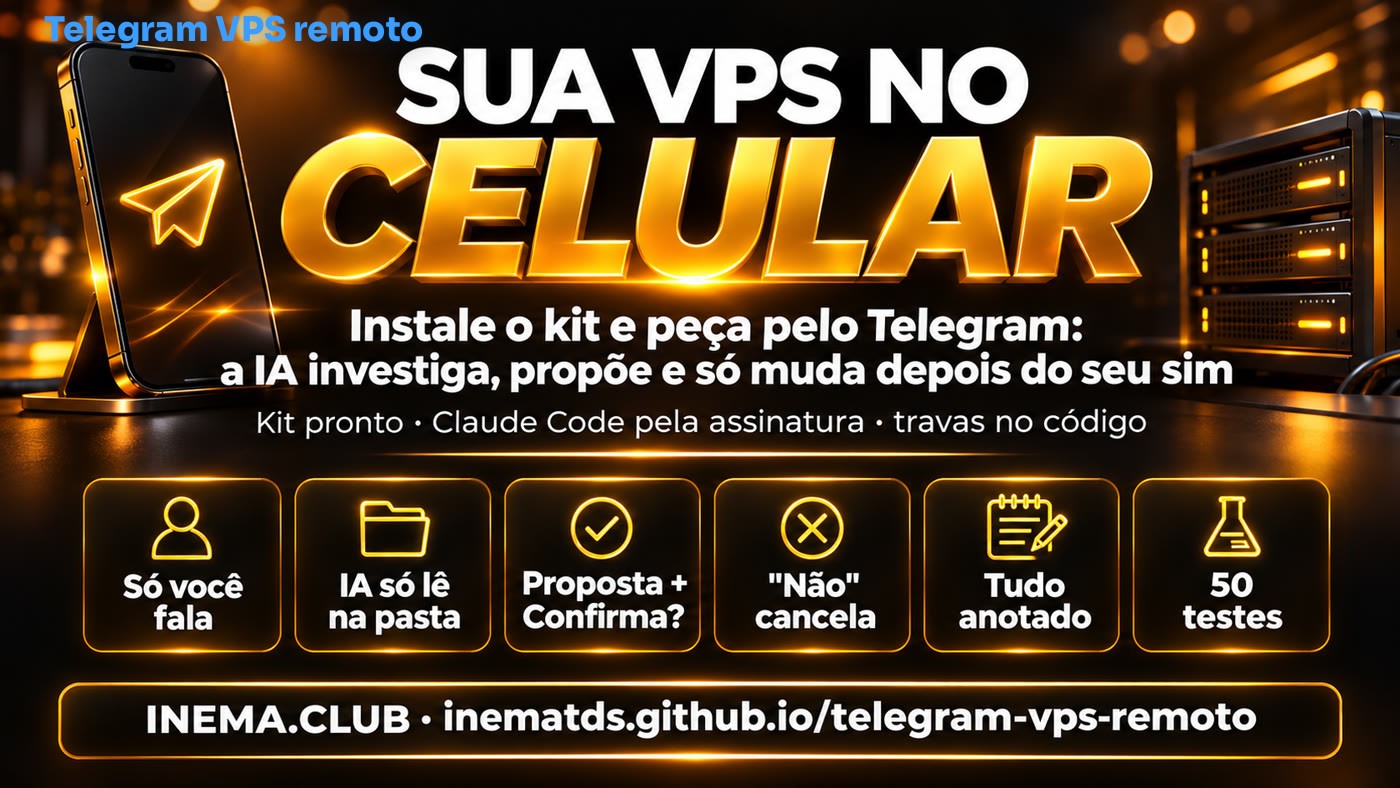 Telegram VPS remoto
SUA VPS NO
CELULAR
Instale o kit e peça pelo Telegram:
a IA investiga, propõe e só muda depois do seu sim
Kit pronto • Claude Code pela assinatura • travas no código
Só você
fala
IA só lê
na pasta
Proposta +
Confirma?
"Não"
cancela
Tudo
anotado
50
testes
INEMA.CLUB · inematds.github.io/telegram-vps-remoto